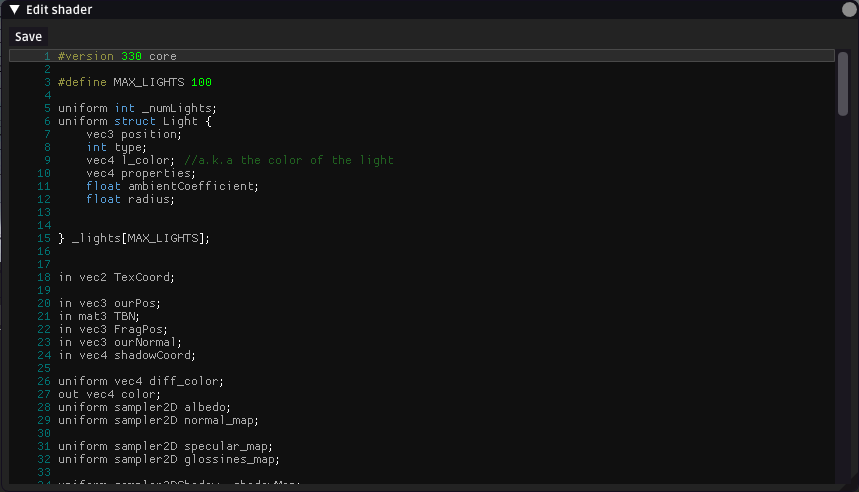 Edit shader
Save
1 #version 330 core
2
3 #define MAX_LIGHTS 100
4
5 uniform int _numLights;
6 uniform struct Light {
7     vec3 position;
8     int type;
9     vec4 l_color; //a.k.a the color of the light
10     vec4 properties;
11     float ambientCoefficient;
12     float radius;
13
14
15 } _lights[MAX_LIGHTS];
16
17
18 in vec2 TexCoord;
19
20 in vec3 ourPos;
21 in mat3 TBN;
22 in vec3 FragPos;
23 in vec3 ourNormal;
24 in vec4 shadowCoord;
25
26 uniform vec4 diff_color;
27 out vec4 color;
28 uniform sampler2D albedo;
29 uniform sampler2D normal_map;
30
31 uniform sampler2D specular_map;
32 uniform sampler2D glossines_map;
33
34 uniform sampler2DShadow _shadowMap;